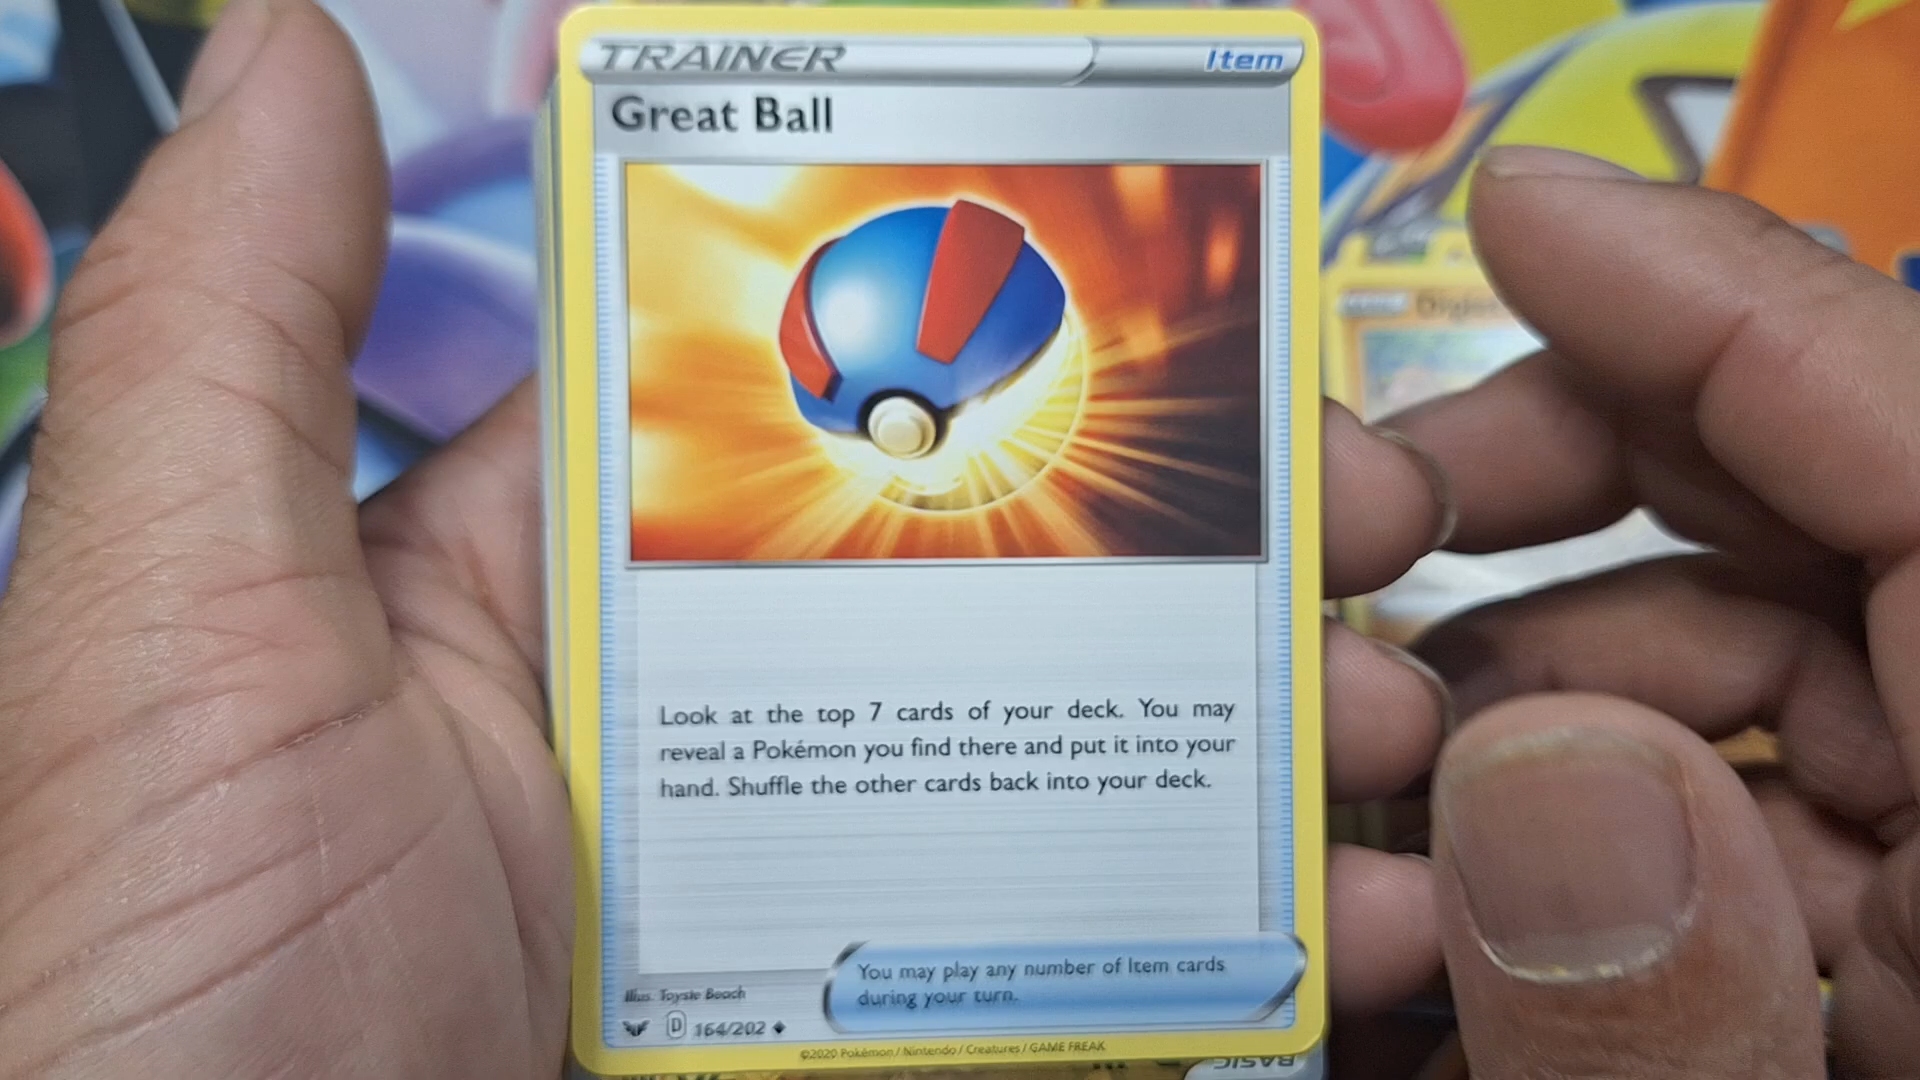 TRAINER
Item
Great Ball
Look at the top 7 cards of your deck. You may
reveal a Pokémon you find there and put it into your
hand. Shuffle the other cards back into your deck.
You may play any number of Item cards
during your turn.
Illus. Toyste Beach
D 164/202
©2020 Pokémon / Nintendo / Creatures / GAME FREAK
BASIC